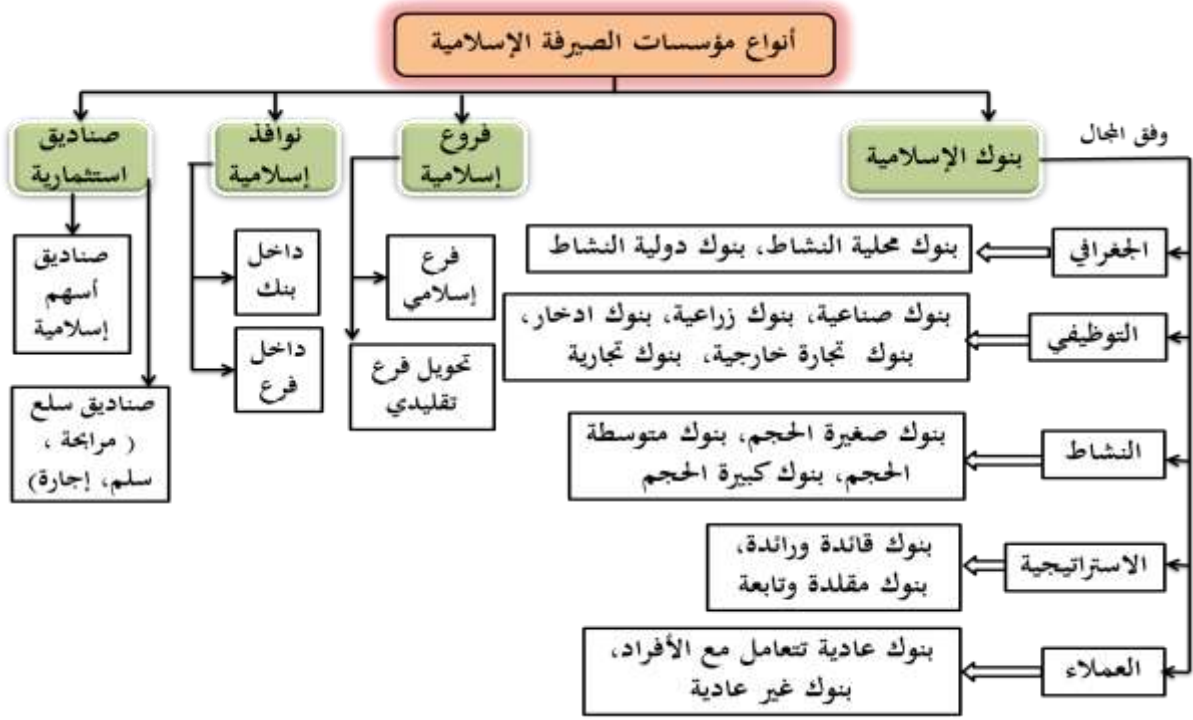 أنواع مؤسسات الصيرفة الإسلامية
وفق المجال
بنوك الإسلامية
فروع
إسلامية
نوافذ
إسلامية
صناديق
استثمارية
الجغرافي
بنوك محلية النشاط، بنوك دولية النشاط
التوظيفي
بنوك صناعية، بنوك زراعية، بنوك ادخار،
بنوك تجارة خارجية، بنوك تجارية
النشاط
بنوك صغيرة الحجم، بنوك متوسطة
الحجم، بنوك كبيرة الحجم
الاستراتيجية
بنوك قائدة ورائدة،
بنوك مقلدة وتابعة
العملاء
بنوك عادية تتعامل مع الأفراد،
بنوك غير عادية
فرع
إسلامي
تحويل فرع
تقليدي
داخل
بنك
داخل
فرع
صناديق
أسهم
إسلامية
صناديق سلع
( مرابحة ،
سلم، إجارة)